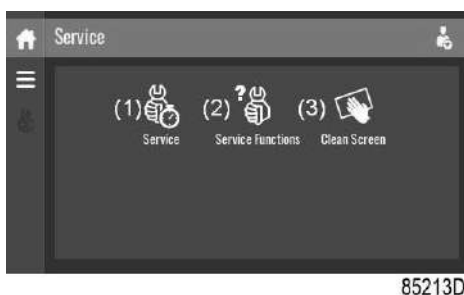 Service
(1) (2) ? (3)
Service Service Functions Clean Screen
85213D